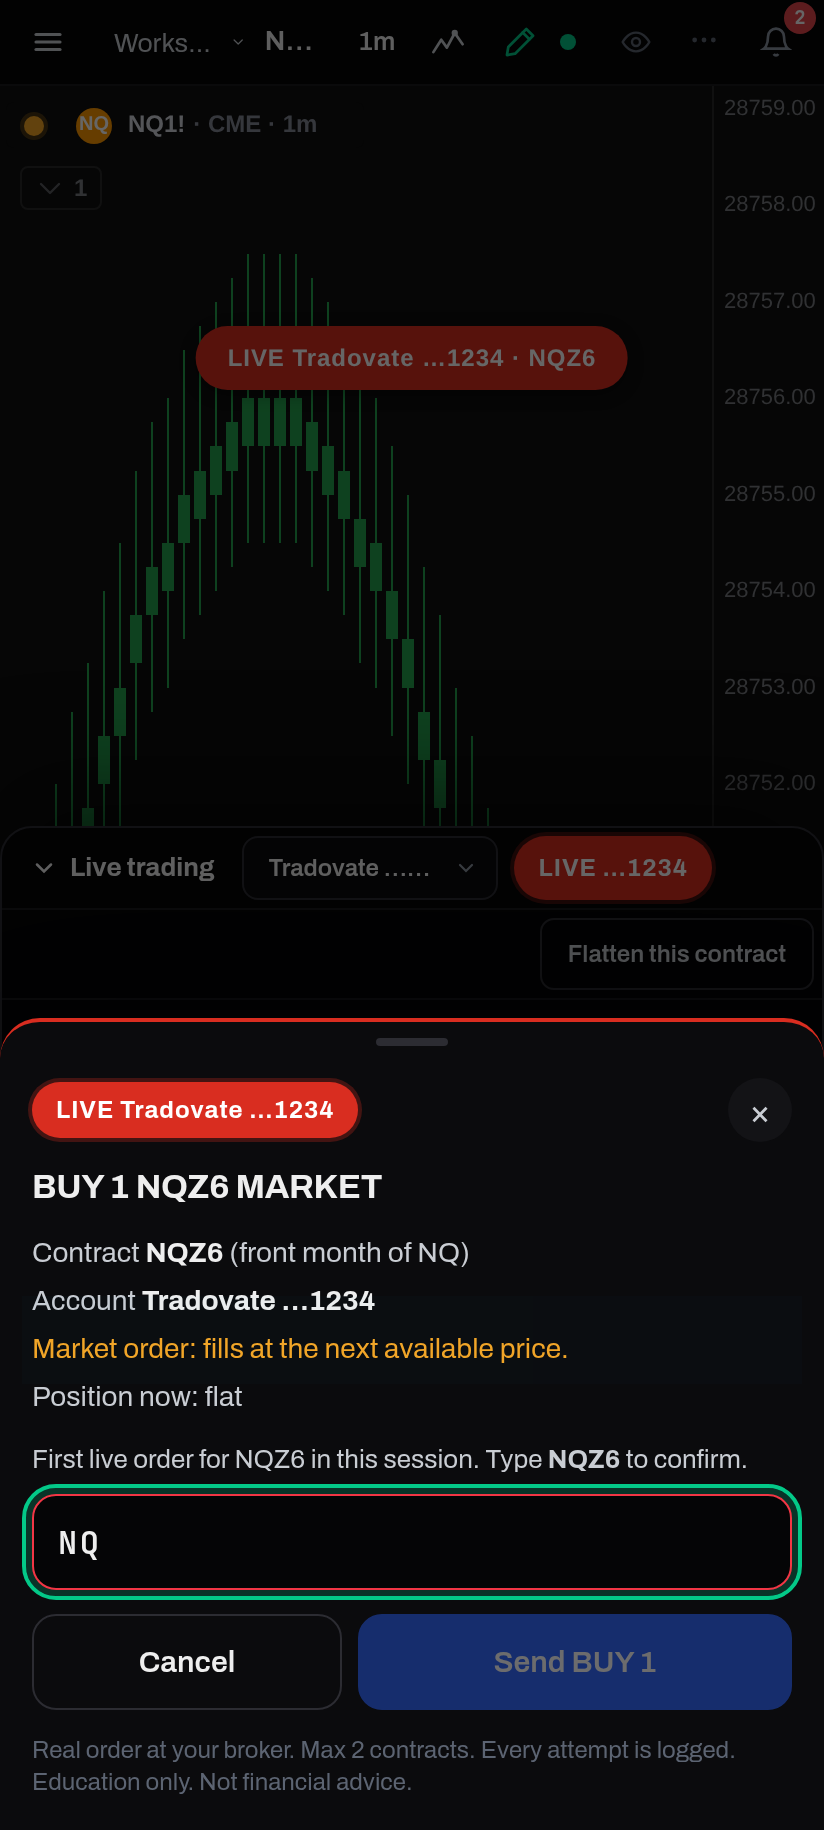 Works... N... 1m 2
NQ NQ1! · CME · 1m
1
28759.00
28758.00
28757.00
LIVE Tradovate ...1234 · NQZ6
28756.00
28755.00
28754.00
28753.00
28752.00
Live trading Tradovate ...... LIVE ...1234
Flatten this contract
LIVE Tradovate ...1234 ×
BUY 1 NQZ6 MARKET
Contract NQZ6 (front month of NQ)
Account Tradovate ...1234
Market order: fills at the next available price.
Position now: flat
First live order for NQZ6 in this session. Type NQZ6 to confirm.
NQ
Cancel Send BUY 1
Real order at your broker. Max 2 contracts. Every attempt is logged.
Education only. Not financial advice.